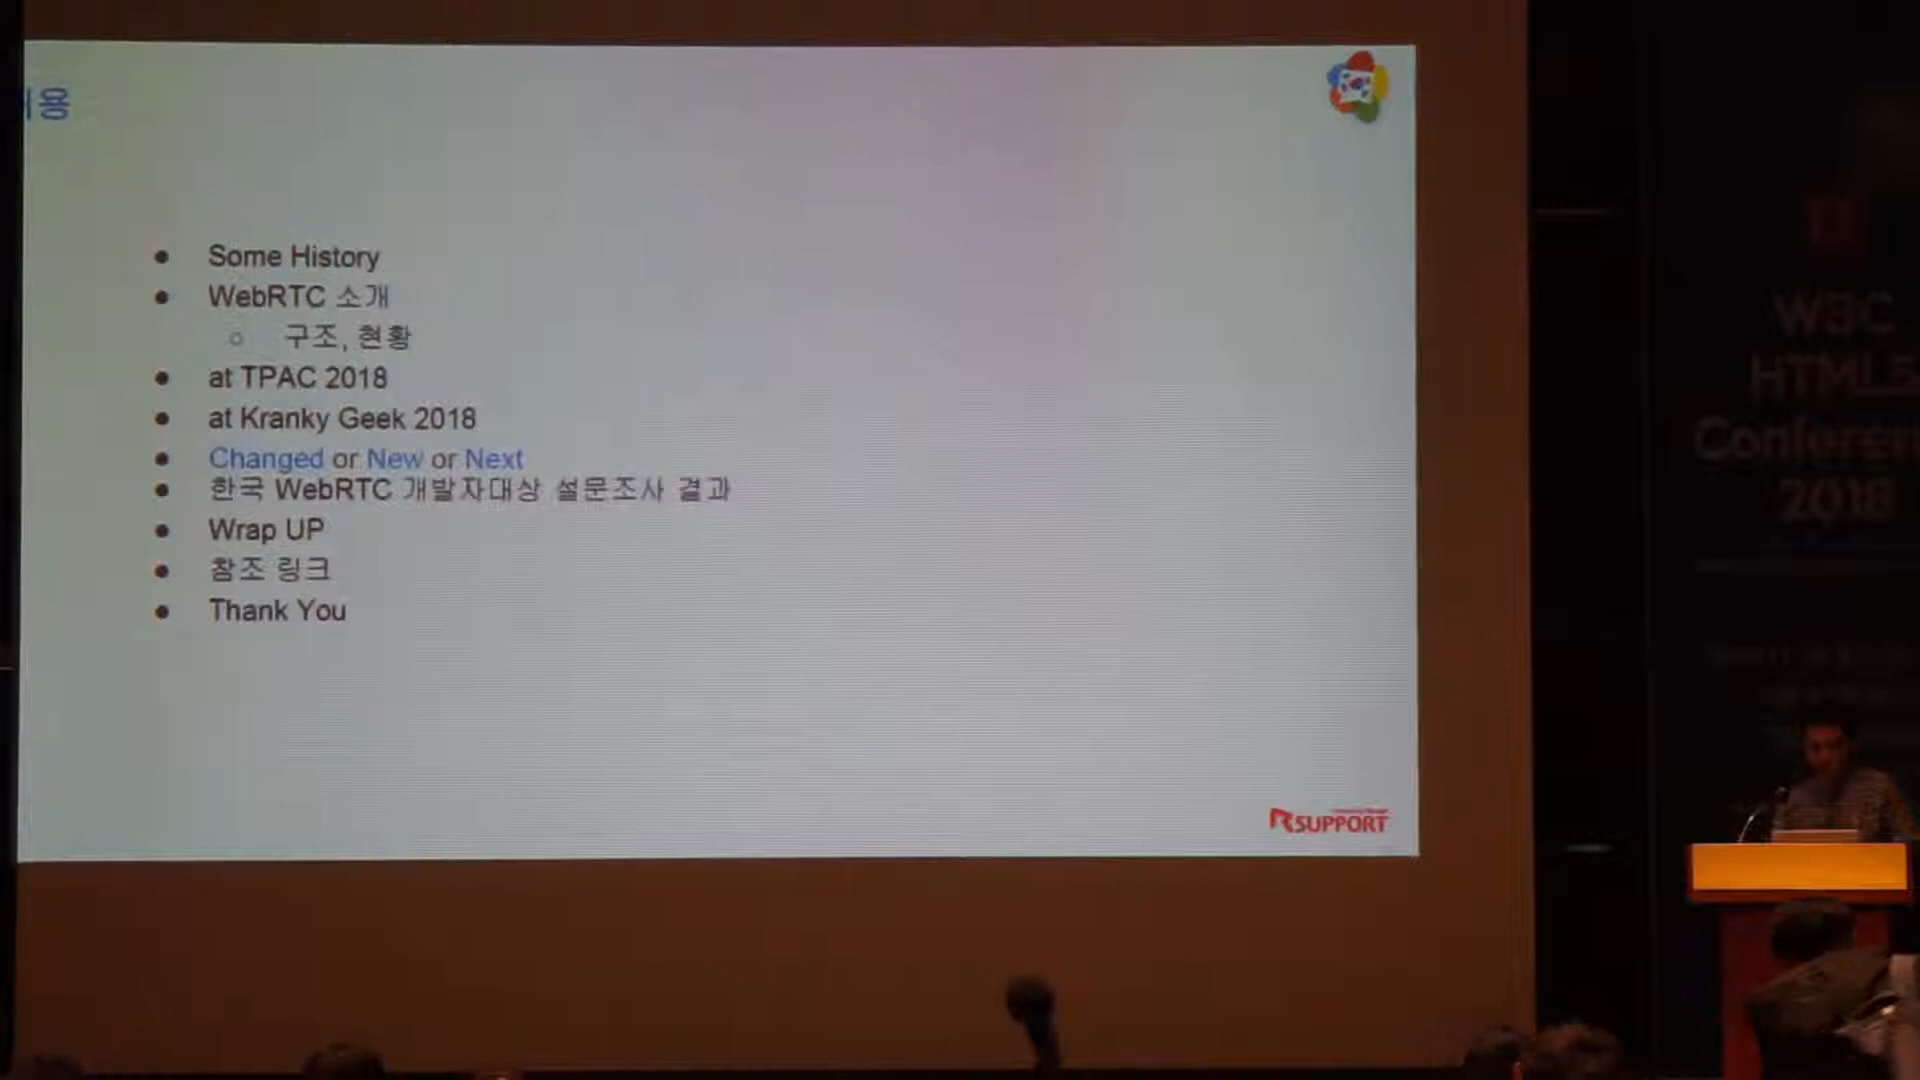 용
Some History
WebRTC 소개
구조, 현황
at TPAC 2018
at Kranky Geek 2018
Changed or New or Next
한국 WebRTC 개발자대상 설문조사 결과
Wrap UP
참조 링크
Thank You
RSUPPORT
W3C
HTML5
Conferen
2018